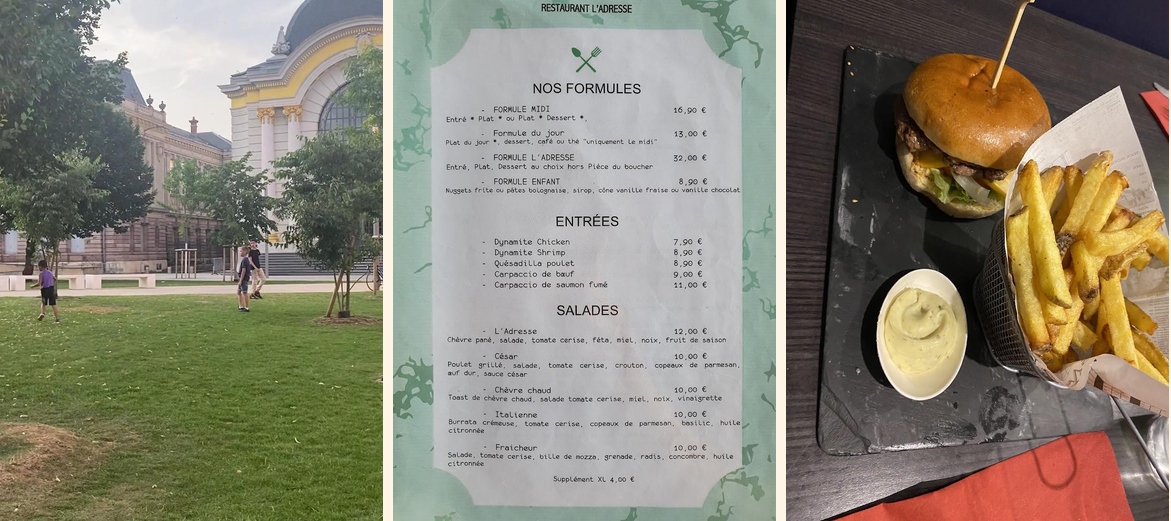 RESTAURANT L'ADRESSE
NOS FORMULES
- FORMULE MIDI 16,90 €
Entré * Plat * ou Plat * Dessert *.
- Formule du jour 13,00 €
Plat du jour *, dessert, café ou thé "uniquement le midi"
- FORMULE L'ADRESSE 32,00 €
Entré, Plat, Dessert au choix hors Pièce du boucher
- FORMULE ENFANT 8,90 €
Nuggets frite ou pâtes bolognaise, sirop, cône vanille fraise ou vanille chocolat
ENTRÉES
- Dynamite Chicken 7,90 €
- Dynamite Shrimp 8,90 €
- Quésadilla poulet 8,90 €
- Carpaccio de bœuf 9,00 €
- Carpaccio de saumon fumé 11,00 €
SALADES
- L'Adresse 12,00 €
Chèvre pané, salade, tomate cerise, féta, miel, noix, fruit de saison
- César 10,00 €
Poulet grillé, salade, tomate cerise, crouton, copeaux de parmesan,
œuf dur, sauce césar
- Chèvre chaud 10,00 €
Toast de chèvre chaud, salade tomate cerise, miel, noix, vinaigrette
- Italienne 10,00 €
Burrata crémeuse, tomate cerise, copeaux de parmesan, basilic, huile
citronnée
- Fraicheur 10,00 €
Salade, tomate cerise, bille de mozza, grenade, radis, concombre, huile
citronnée
Supplément XL 4,00 €